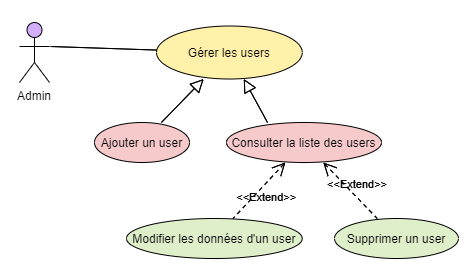 Gérer les users
Admin
Ajouter un user
Consulter la liste des users
<<Extend>>
<<Extend>>
Modifier les données d'un user
Supprimer un user